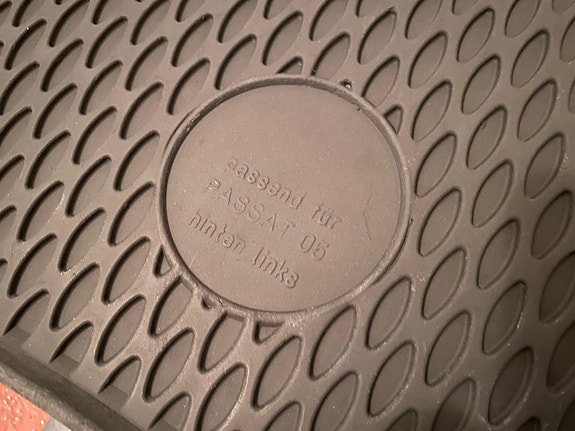 passend für
PASSAT 05
hinten links